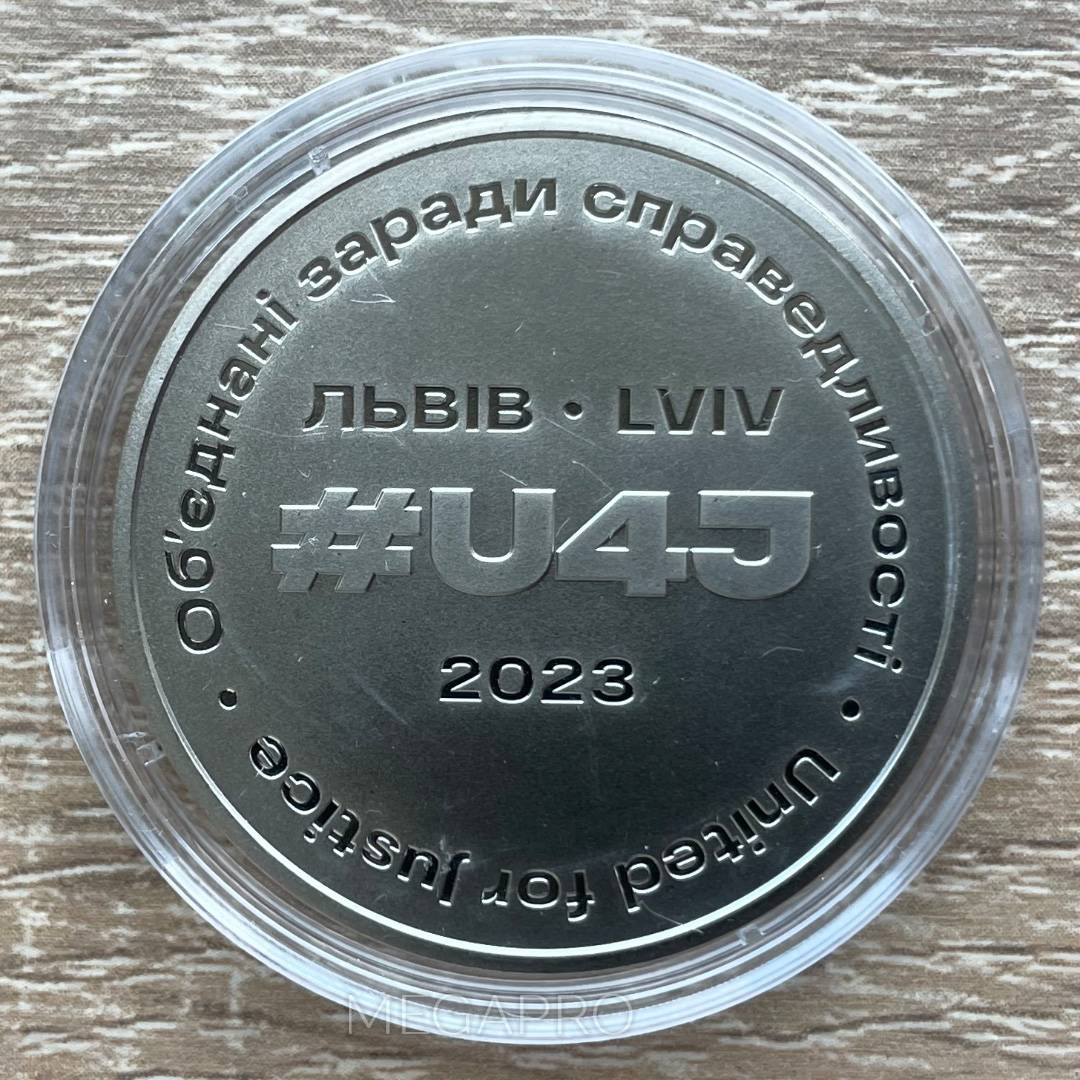 Об'єднані заради справедливості
ЛЬВІВ • LVIV
#U4J
2023
• United for Justice •
MEGAPRO